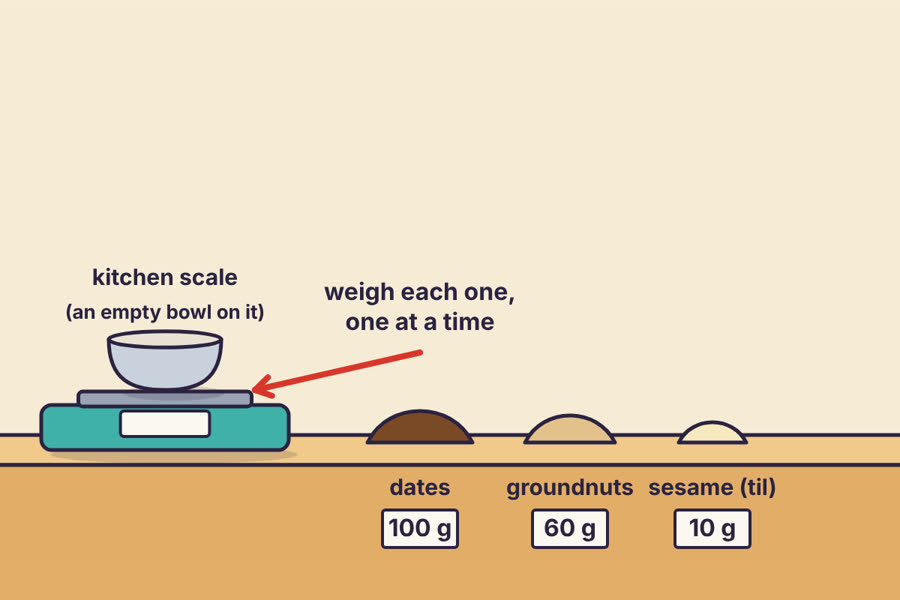 kitchen scale
(an empty bowl on it)
weigh each one,
one at a time
dates
groundnuts
sesame (til)
100 g
60 g
10 g